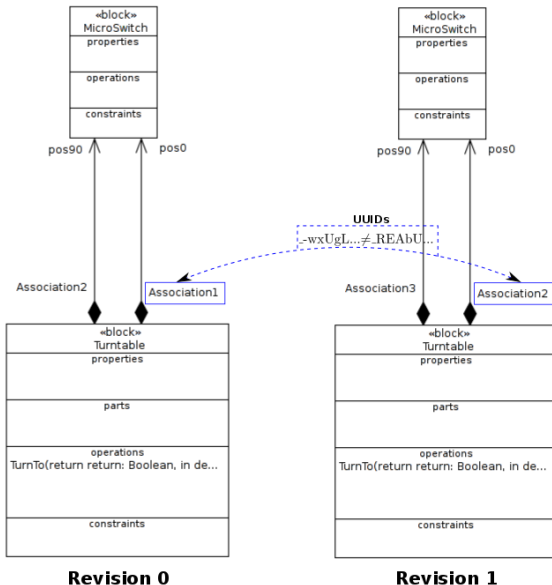 «block»
MicroSwitch
properties
operations
constraints
pos90
pos0
Association2
Association1
«block»
Turntable
properties
parts
operations
TurnTo(return return: Boolean, in de...
constraints
Revision 0
UUIDs
_-wxUgL...≠_REAbU...
«block»
MicroSwitch
properties
operations
constraints
pos90
pos0
Association3
Association2
«block»
Turntable
properties
parts
operations
TurnTo(return return: Boolean, in de...
constraints
Revision 1